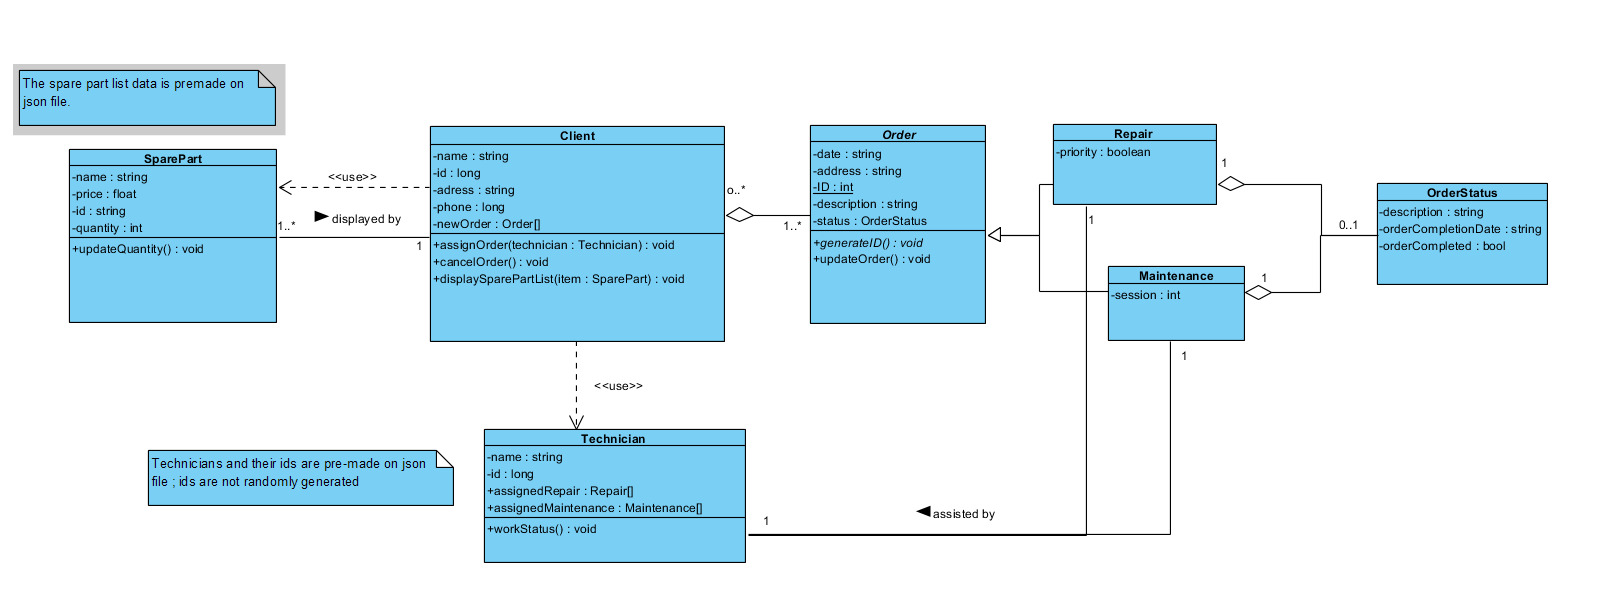 The spare part list data is premade on
json file.
SparePart
-name : string
-price : float
-id : string
-quantity : int
+updateQuantity() : void
<<use>>
displayed by
1..*
1
Client
-name : string
-id : long
-adress : string
-phone : long
-newOrder : Order[]
+assignOrder(technician : Technician) : void
+cancelOrder() : void
+displaySparePartList(item : SparePart) : void
o..*
1..*
Order
-date : string
-address : string
-ID : int
-description : string
-status : OrderStatus
+generateID() : void
+updateOrder() : void
Repair
-priority : boolean
1
1
Maintenance
-session : int
1
1
0..1
OrderStatus
-description : string
-orderCompletionDate : string
-orderCompleted : bool
<<use>>
Technicians and their ids are pre-made on json
file ; ids are not randomly generated
Technician
-name : string
-id : long
+assignedRepair : Repair[]
+assignedMaintenance : Maintenance[]
+workStatus() : void
1
assisted by